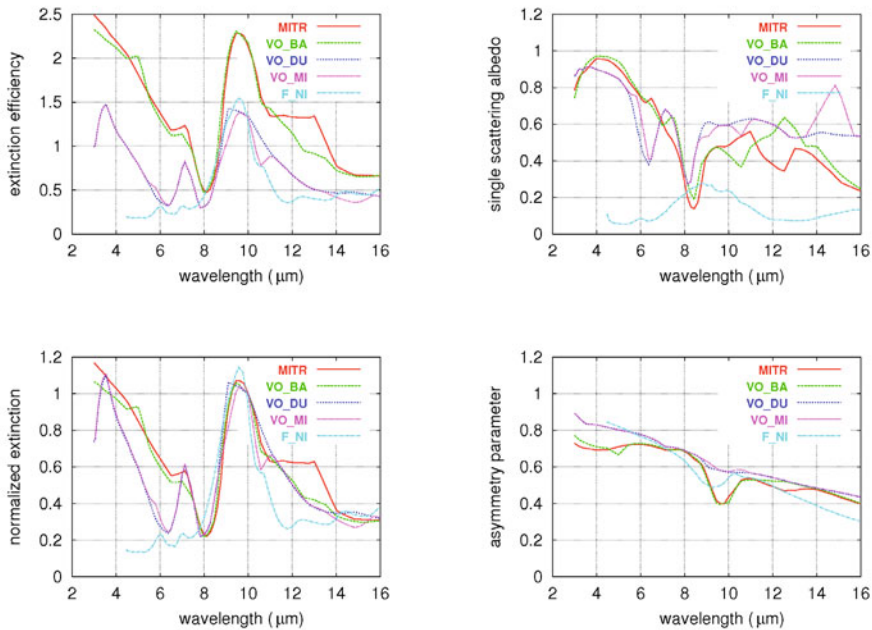 2.5
2
1.5
1
0.5
0
2 4 6 8 10 12 14 16
extinction efficiency
wavelength ( μm)
MITR
VO_BA
VO_DU
VO_MI
F_NI
1.2
1
0.8
0.6
0.4
0.2
0
2 4 6 8 10 12 14 16
single scattering albedo
wavelength ( μm)
MITR
VO_BA
VO_DU
VO_MI
F_NI
1.2
1
0.8
0.6
0.4
0.2
0
2 4 6 8 10 12 14 16
normalized extinction
wavelength ( μm)
MITR
VO_BA
VO_DU
VO_MI
F_NI
1.2
1
0.8
0.6
0.4
0.2
0
2 4 6 8 10 12 14 16
asymmetry parameter
wavelength ( μm)
MITR
VO_BA
VO_DU
VO_MI
F_NI